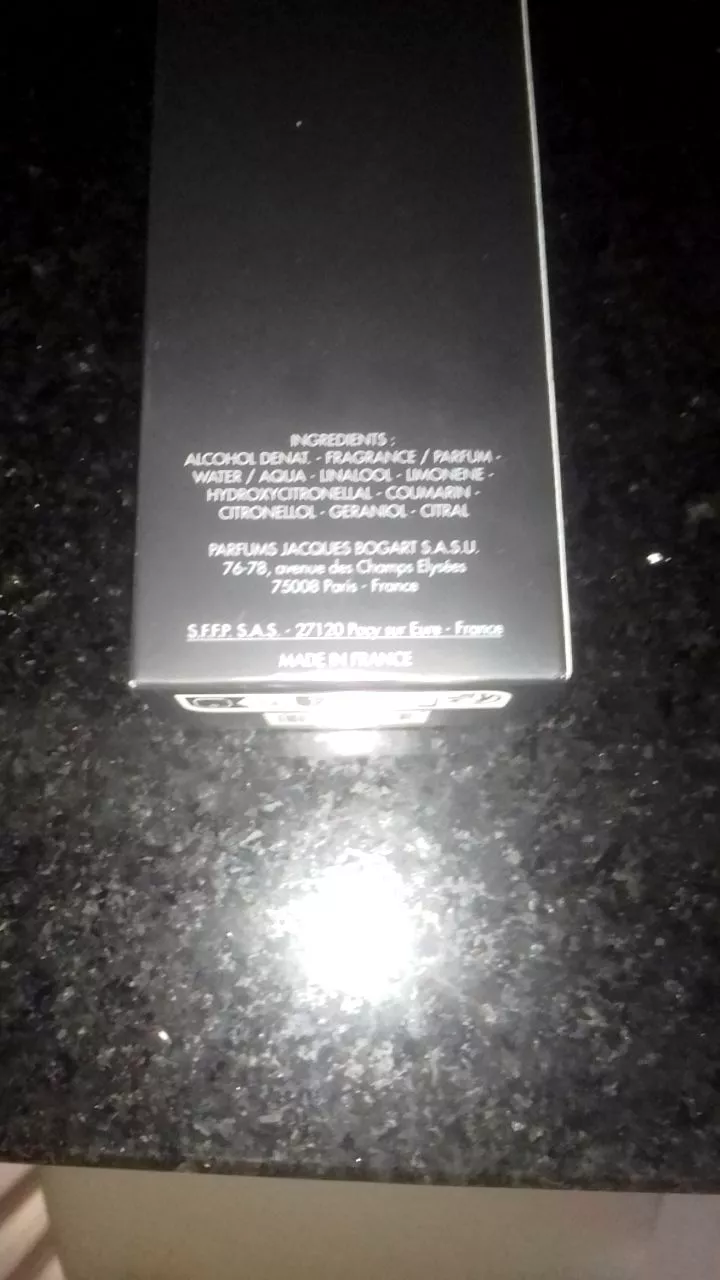 INGREDIENTS :
ALCOHOL DENAT. - FRAGRANCE / PARFUM -
WATER / AQUA - LINALOOL - LIMONENE -
HYDROXYCITRONELLAL - COUMARIN -
CITRONELLOL - GERANIOL - CITRAL
PARFUMS JACQUES BOGART S.A.S.U.
76-78, avenue des Champs Elysées
75008 Paris - France
S.F.F.P. S.A.S. - 27120 Pacy sur Eure - France
MADE IN FRANCE